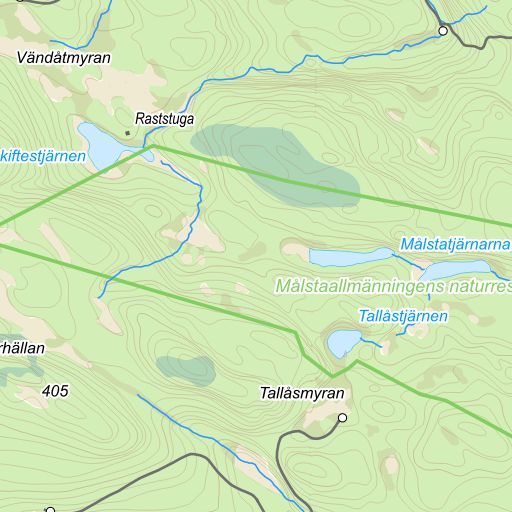 Vändåtmyran
Raststuga
kiftestjärnen
Målstatjärnarna
Målstaallmänningens naturres
Tallåstjärnen
rhällan
405
Tallåsmyran